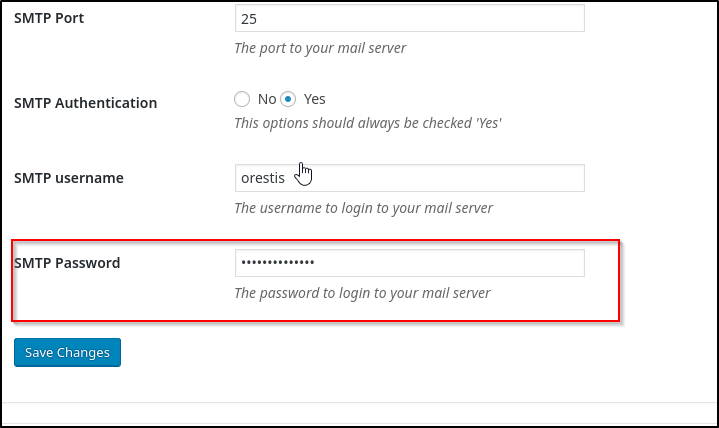 SMTP Port
25
The port to your mail server
SMTP Authentication
No Yes
This options should always be checked 'Yes'
SMTP username
orestis
The username to login to your mail server
SMTP Password
••••••••••••••
The password to login to your mail server
Save Changes